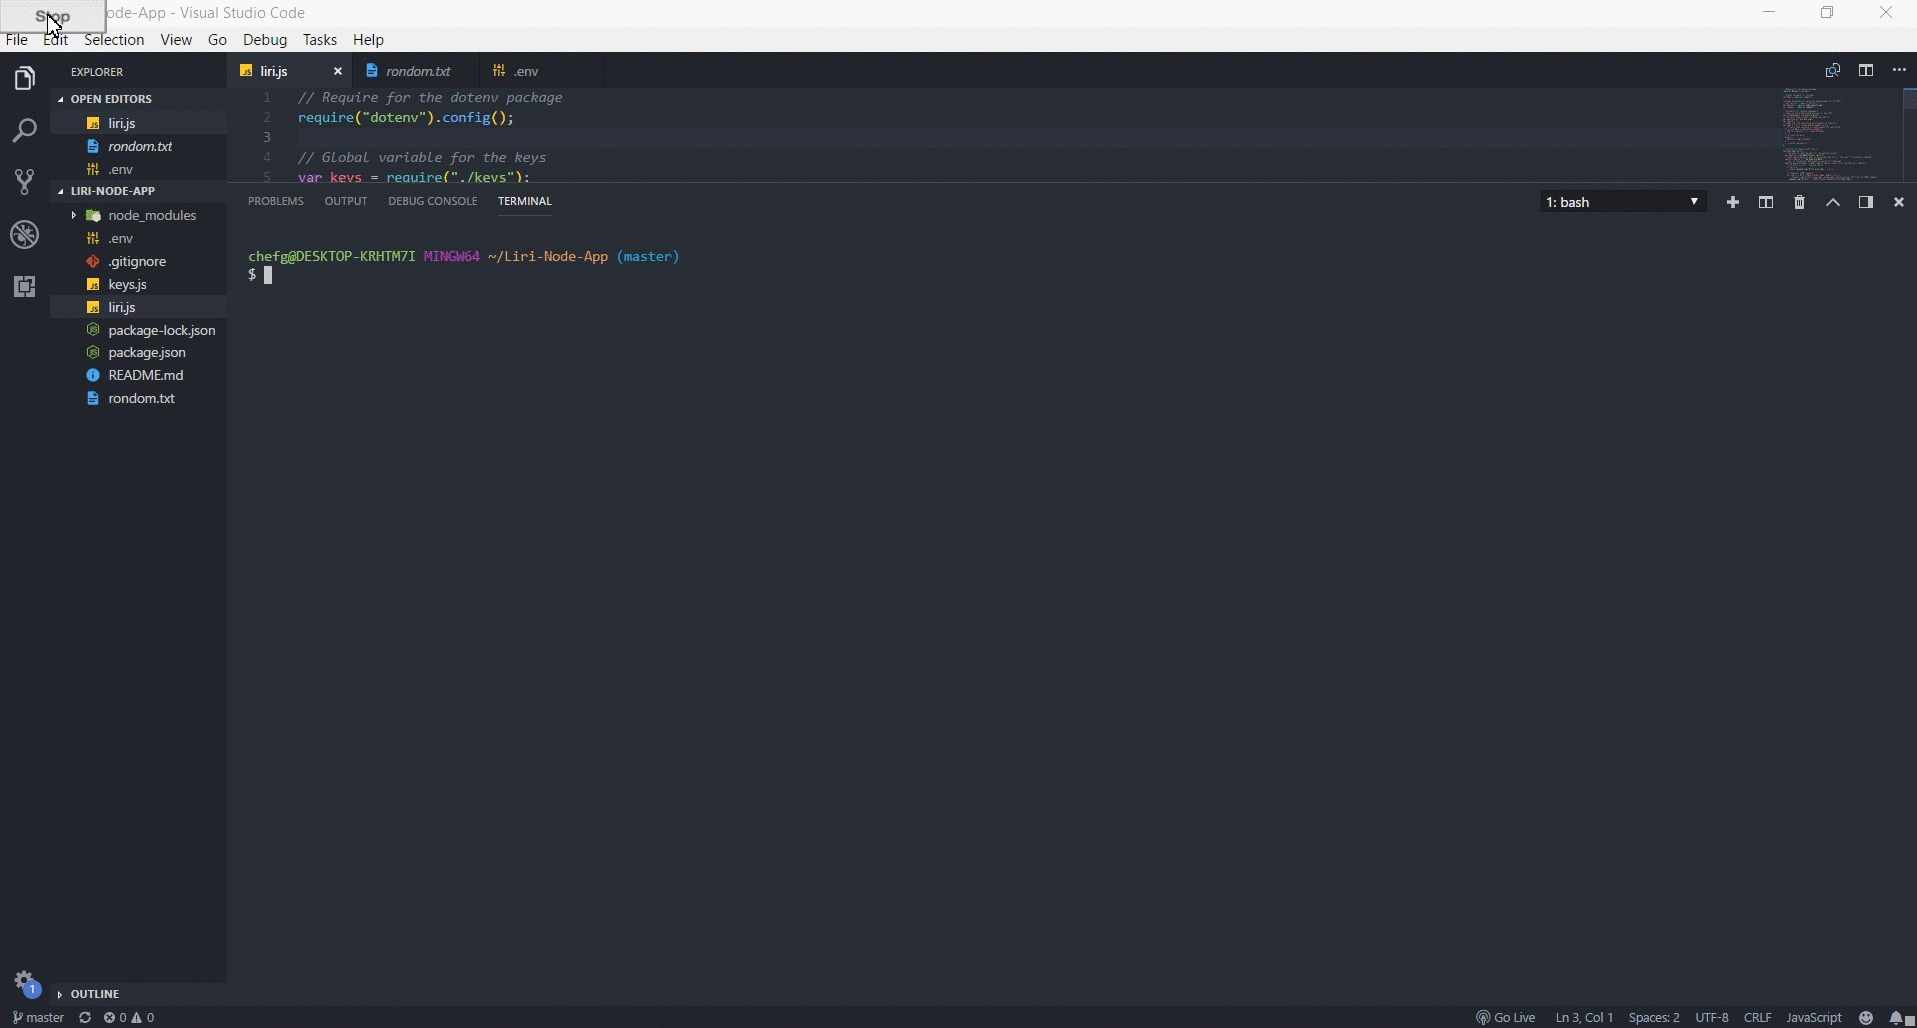 Stop
ode-App - Visual Studio Code
File Edit Selection View Go Debug Tasks Help
EXPLORER
OPEN EDITORS
liri.js
rondom.txt
.env
LIRI-NODE-APP
node_modules
.env
.gitignore
keys.js
liri.js
package-lock.json
package.json
README.md
rondom.txt
OUTLINE
liri.js rondom.txt .env
1 // Require for the dotenv package
2 require("dotenv").config();
3
4 // Global variable for the keys
5 var keys = require("./keys");
PROBLEMS OUTPUT DEBUG CONSOLE TERMINAL
1: bash
chefg@DESKTOP-KRHTM7I MINGW64 ~/Liri-Node-App (master)
$
1
master 0 0
Go Live Ln 3, Col 1 Spaces: 2 UTF-8 CRLF JavaScript